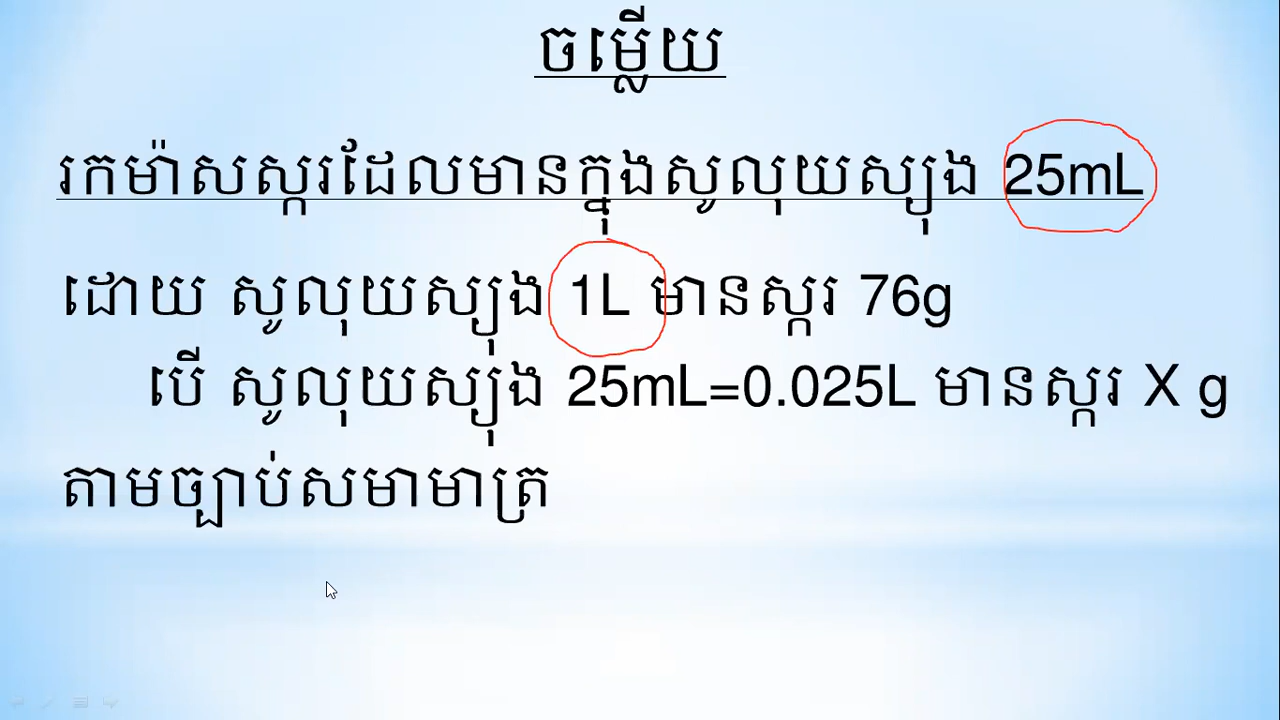 ចម្លើយ
រកម៉ាសស្ករដែលមានក្នុងសូលុយស្យុង 25mL
ដោយ សូលុយស្យុង 1L មានស្ករ 76g
បើ សូលុយស្យុង 25mL=0.025L មានស្ករ X g
តាមច្បាប់សមាមាត្រ